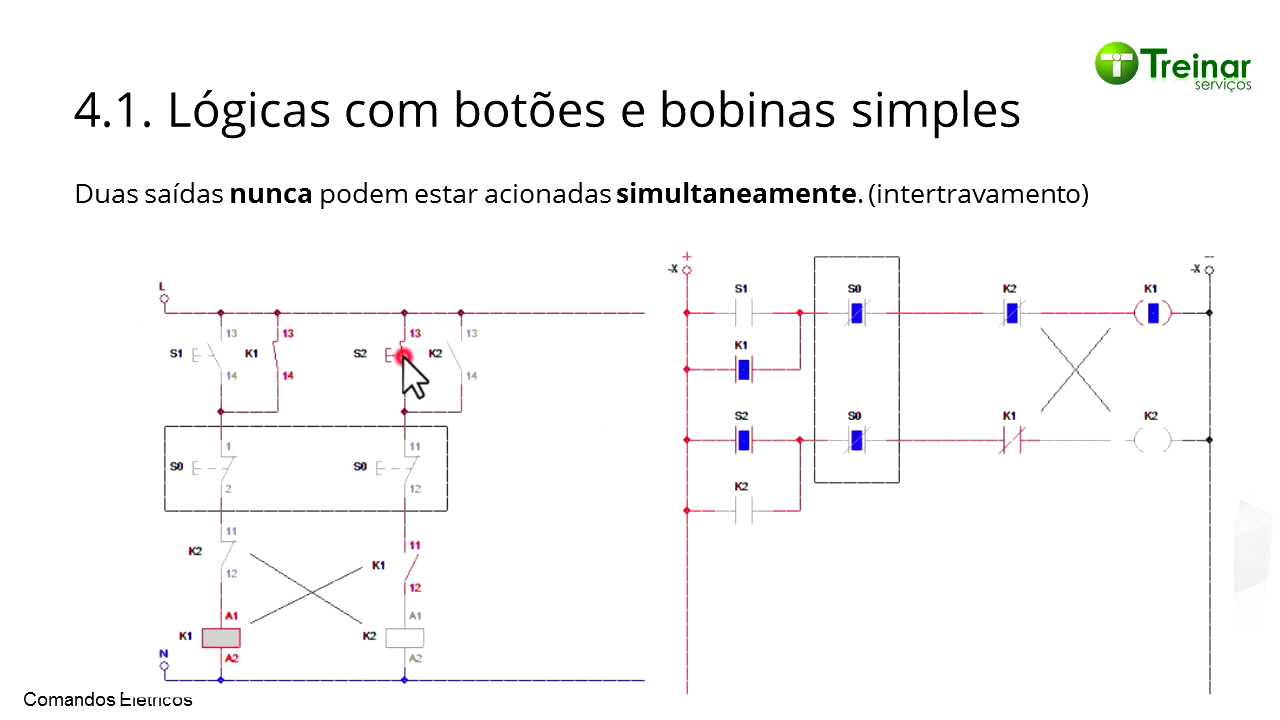 Treinar
serviços
4.1. Lógicas com botões e bobinas simples
Duas saídas nunca podem estar acionadas simultaneamente. (intertravamento)
L
13 13 13 13
S1 K1 S2 K2
14 14 14
1 11
S0 S0
2 12
11 11
K2 K1
12 12
A1 A1
K1 K2
A2 A2
N
+ −
-X -X
S1 S0 K2 K1
K1
S2 S0 K1 K2
K2
Comandos Elétricos